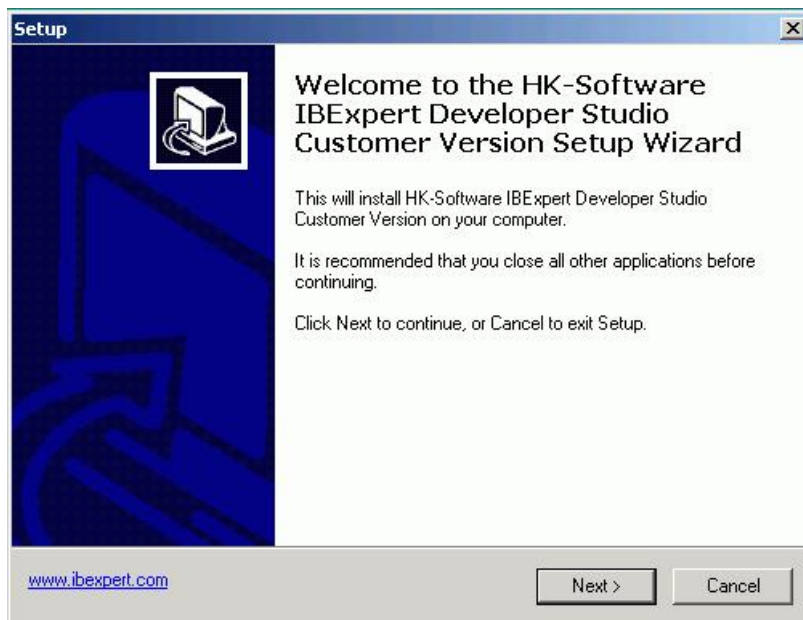 Setup
Welcome to the HK-Software
IBExpert Developer Studio
Customer Version Setup Wizard
This will install HK-Software IBExpert Developer Studio
Customer Version on your computer.
It is recommended that you close all other applications before
continuing.
Click Next to continue, or Cancel to exit Setup.
www.ibexpert.com
Next >
Cancel